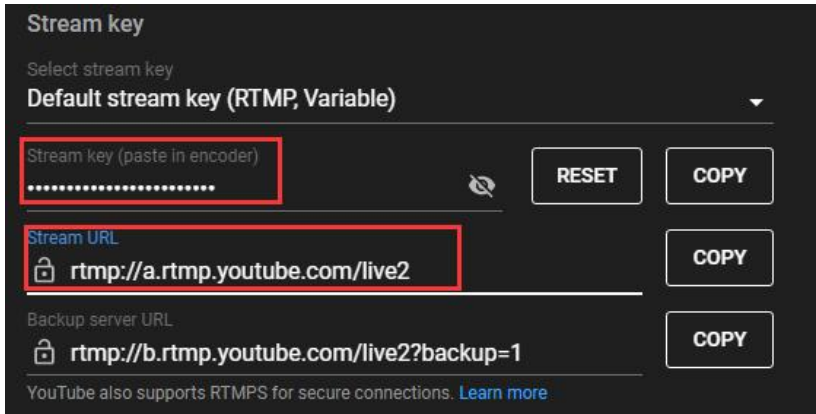 Stream key
Select stream key
Default stream key (RTMP, Variable)
Stream key (paste in encoder)
•••••••••••••••••••••••• RESET COPY
Stream URL
rtmp://a.rtmp.youtube.com/live2 COPY
Backup server URL
rtmp://b.rtmp.youtube.com/live2?backup=1 COPY
YouTube also supports RTMPS for secure connections. Learn more